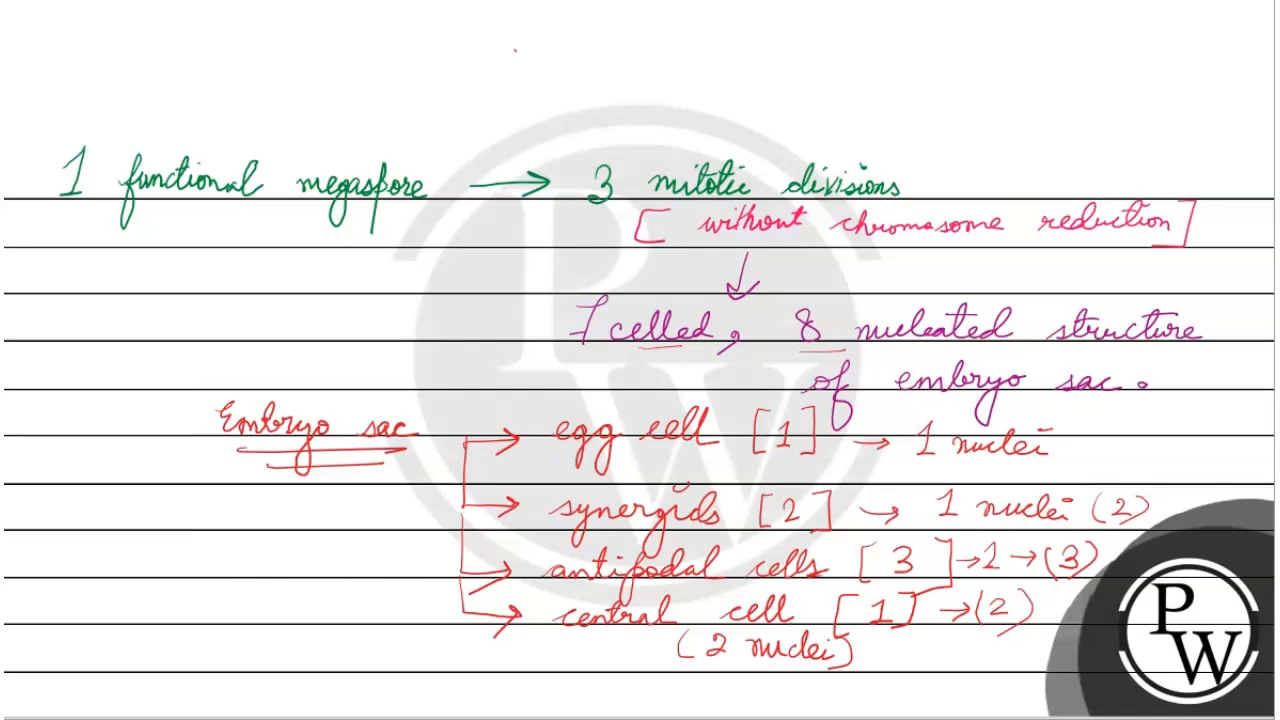 1 functional megaspore → 3 mitotic divisions
[ without chromasome reduction ]
↓
7 celled, 8 nucleated structure
of embryo sac.
Embryo sac → egg cell [1] → 1 nuclei
→ synergids [2] → 1 nuclei (2)
→ antipodal cells [3] → 1 → (3)
→ central cell [1] → (2)
(2 nuclei)
P
W
P
W